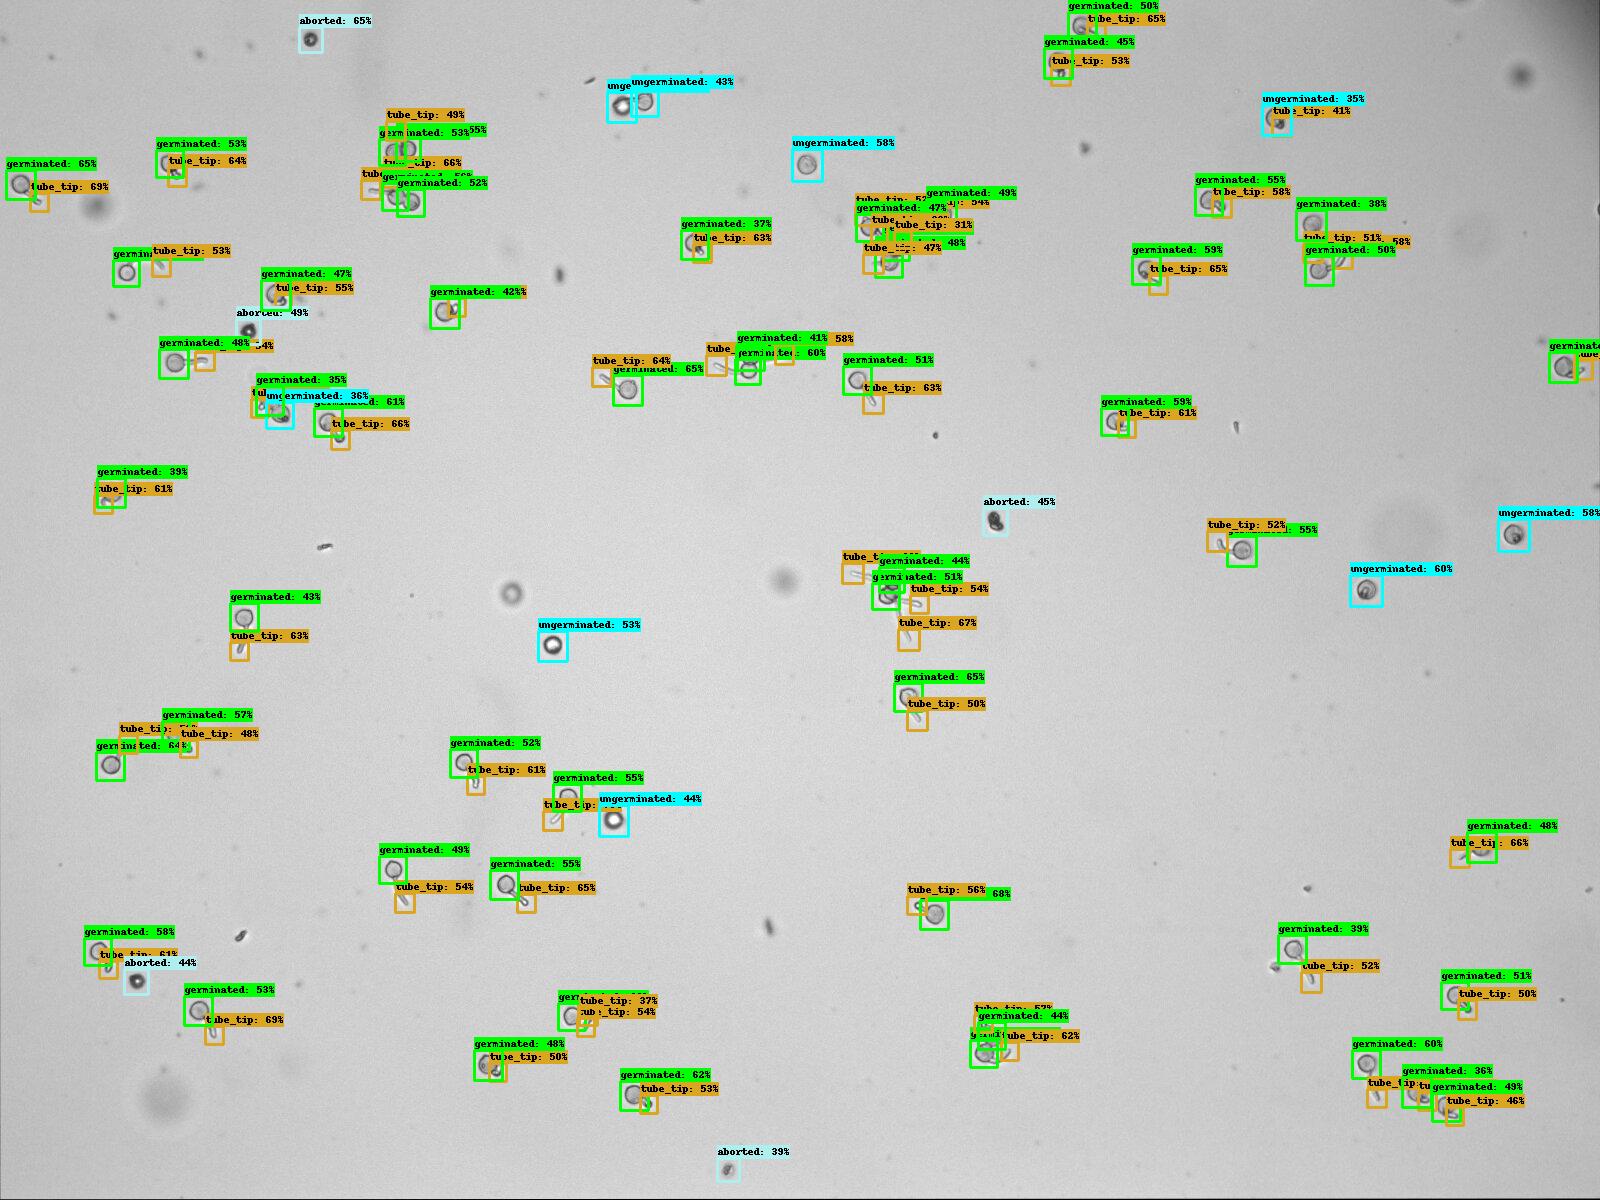 germinated: 50%
tube_tip: 65%
aborted: 65%
germinated: 45%
tube_tip: 53%
unge
ungerminated: 43%
ungerminated: 35%
tube_tip: 41%
tube_tip: 49%
germinated: 53%
55%
germinated: 53%
ungerminated: 58%
tube_tip: 64%
tube_tip: 66%
germinated: 65%
germinated: 52%
tube_tip: 69%
germinated: 55%
tube_tip: 58%
germinated: 49%
54%
germinated: 47%
germinated: 38%
tube_tip: 31%
germinated: 37%
tube_tip: 63%
48%
tube_tip: 47%
tube_tip: 51%
58%
germinated: 50%
germinated: 59%
tube_tip: 65%
tube_tip: 53%
germinated: 47%
tube_tip: 55%
germinated: 42%
aborted: 49%
germinated: 48%
germinated: 41%
58%
germinated: 60%
tube_tip: 64%
germinated: 65%
germinated: 51%
tube_tip: 63%
germinated: 35%
ungerminated: 36%
germinated: 61%
tube_tip: 66%
germinated: 59%
tube_tip: 61%
germinated: 39%
tube_tip: 61%
aborted: 45%
ungerminated: 58%
tube_tip: 52%
55%
germinated: 44%
germinated: 51%
tube_tip: 54%
ungerminated: 60%
germinated: 43%
tube_tip: 63%
ungerminated: 53%
tube_tip: 67%
germinated: 65%
tube_tip: 50%
germinated: 57%
tube_tip: 48%
germinated: 64%
germinated: 52%
tube_tip: 61%
germinated: 55%
ungerminated: 44%
germinated: 48%
tube_tip: 66%
germinated: 49%
tube_tip: 54%
germinated: 55%
tube_tip: 65%
tube_tip: 56%
68%
germinated: 58%
tube_tip: 61%
aborted: 44%
germinated: 39%
tube_tip: 52%
germinated: 51%
tube_tip: 50%
germinated: 53%
tube_tip: 69%
tube_tip: 37%
tube_tip: 54%
tube_tip: 57%
germinated: 44%
tube_tip: 62%
germinated: 48%
tube_tip: 50%
germinated: 60%
germinated: 36%
germinated: 49%
tube_tip: 46%
germinated: 62%
tube_tip: 53%
aborted: 39%